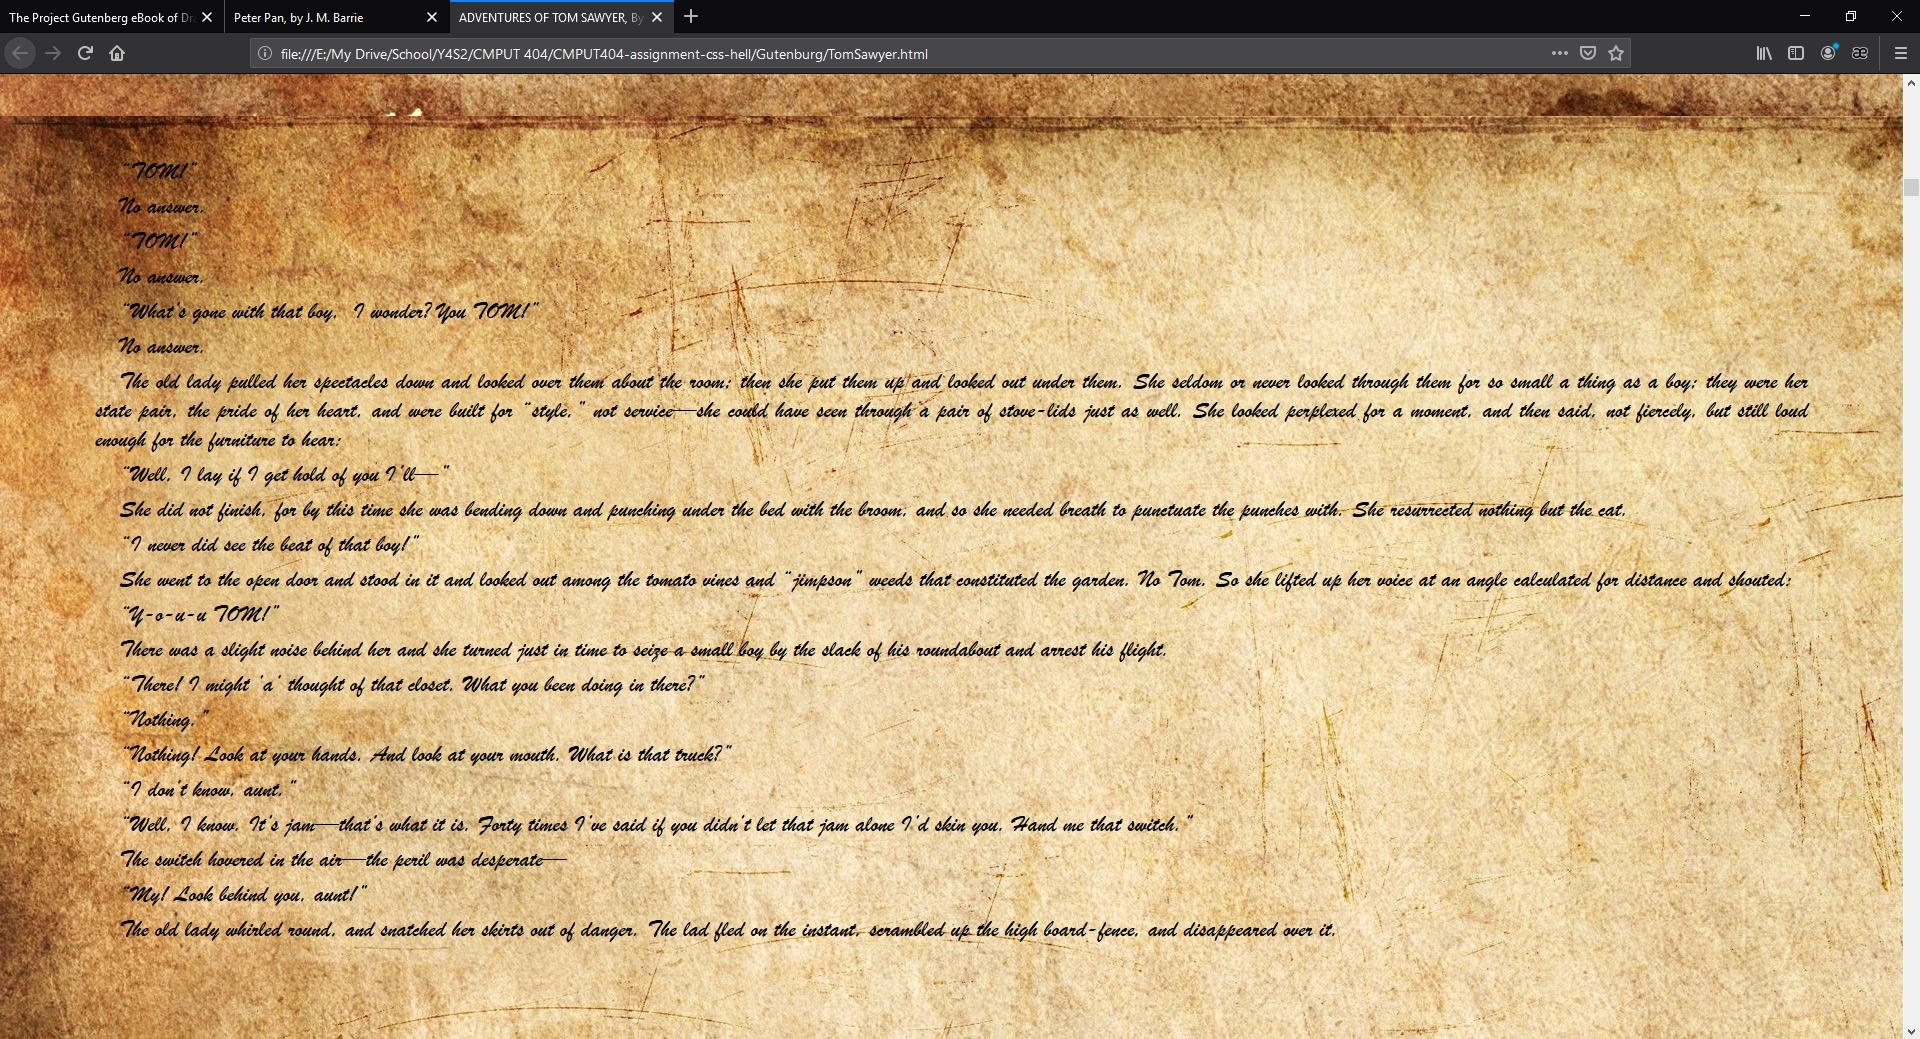 The Project Gutenberg eBook of Dr
Peter Pan, by J. M. Barrie
ADVENTURES OF TOM SAWYER, By
file:///E:/My Drive/School/Y4S2/CMPUT 404/CMPUT404-assignment-css-hell/Gutenburg/TomSawyer.html
“TOM!”
No answer.
“TOM!”
No answer.
“What’s gone with that boy,  I wonder? You TOM!”
No answer.
The old lady pulled her spectacles down and looked over them about the room; then she put them up and looked out under them. She seldom or never looked through them for so small a thing as a boy; they were her
state pair, the pride of her heart, and were built for “style,” not service—she could have seen through a pair of stove-lids just as well. She looked perplexed for a moment, and then said, not fiercely, but still loud
enough for the furniture to hear:
“Well, I lay if I get hold of you I’ll—”
She did not finish, for by this time she was bending down and punching under the bed with the broom, and so she needed breath to punctuate the punches with. She resurrected nothing but the cat.
“I never did see the beat of that boy!”
She went to the open door and stood in it and looked out among the tomato vines and “jimpson” weeds that constituted the garden. No Tom. So she lifted up her voice at an angle calculated for distance and shouted:
“Y-o-u-u TOM!”
There was a slight noise behind her and she turned just in time to seize a small boy by the slack of his roundabout and arrest his flight.
“There! I might ’a’ thought of that closet. What you been doing in there?”
“Nothing.”
“Nothing! Look at your hands. And look at your mouth. What is that truck?”
“I don’t know, aunt.”
“Well, I know. It’s jam—that’s what it is. Forty times I’ve said if you didn’t let that jam alone I’d skin you. Hand me that switch.”
The switch hovered in the air—the peril was desperate—
“My! Look behind you, aunt!”
The old lady whirled round, and snatched her skirts out of danger. The lad fled on the instant, scrambled up the high board-fence, and disappeared over it.